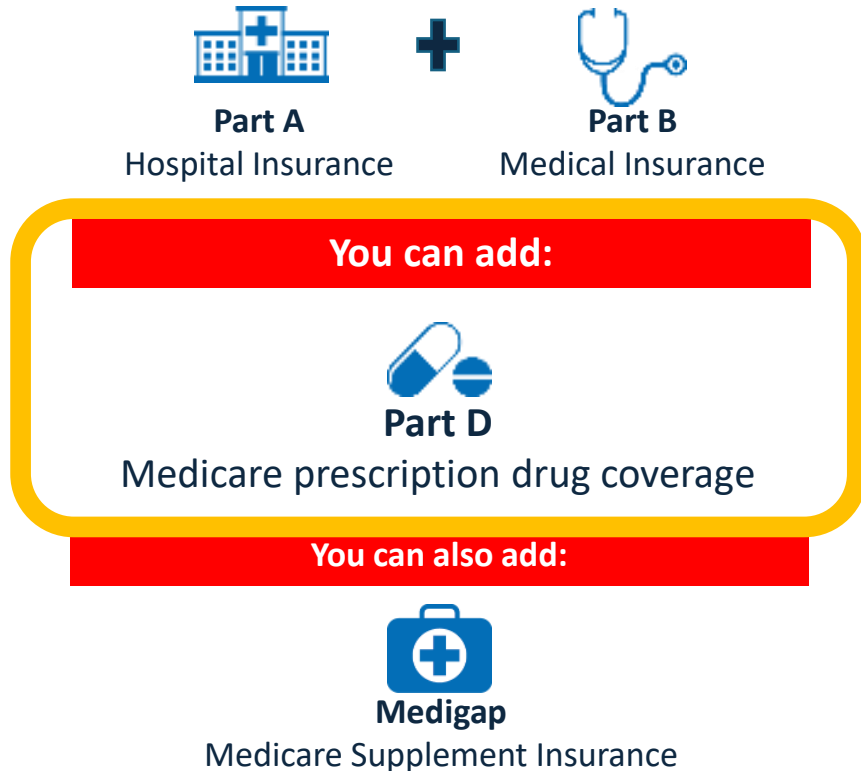 Part A
Hospital Insurance
Part B
Medical Insurance
You can add:
Part D
Medicare prescription drug coverage
You can also add:
Medigap
Medicare Supplement Insurance